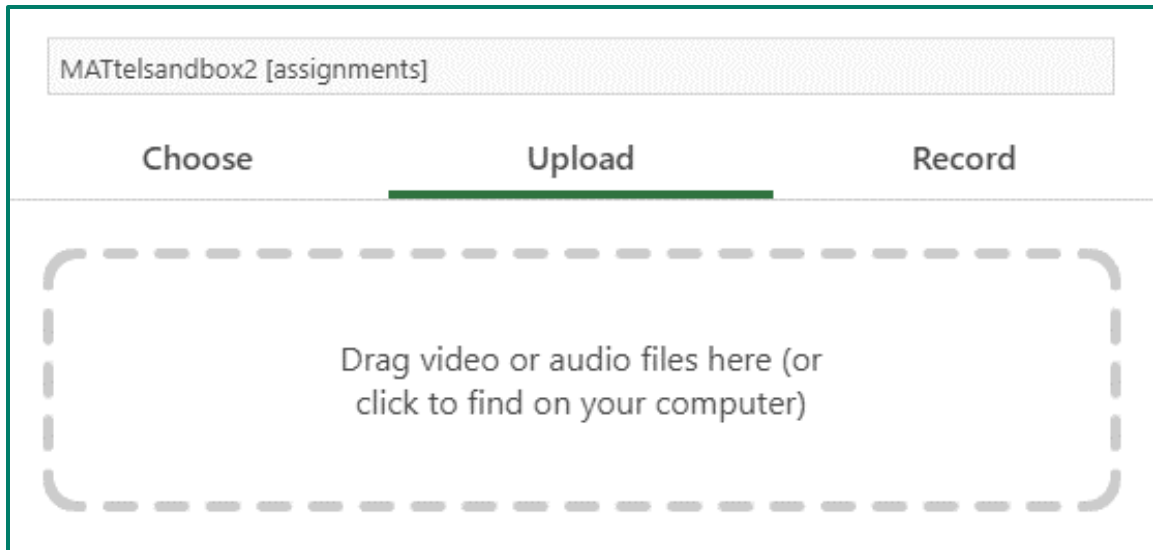 MATtelsandbox2 [assignments]
Choose Upload Record
Drag video or audio files here (or
click to find on your computer)